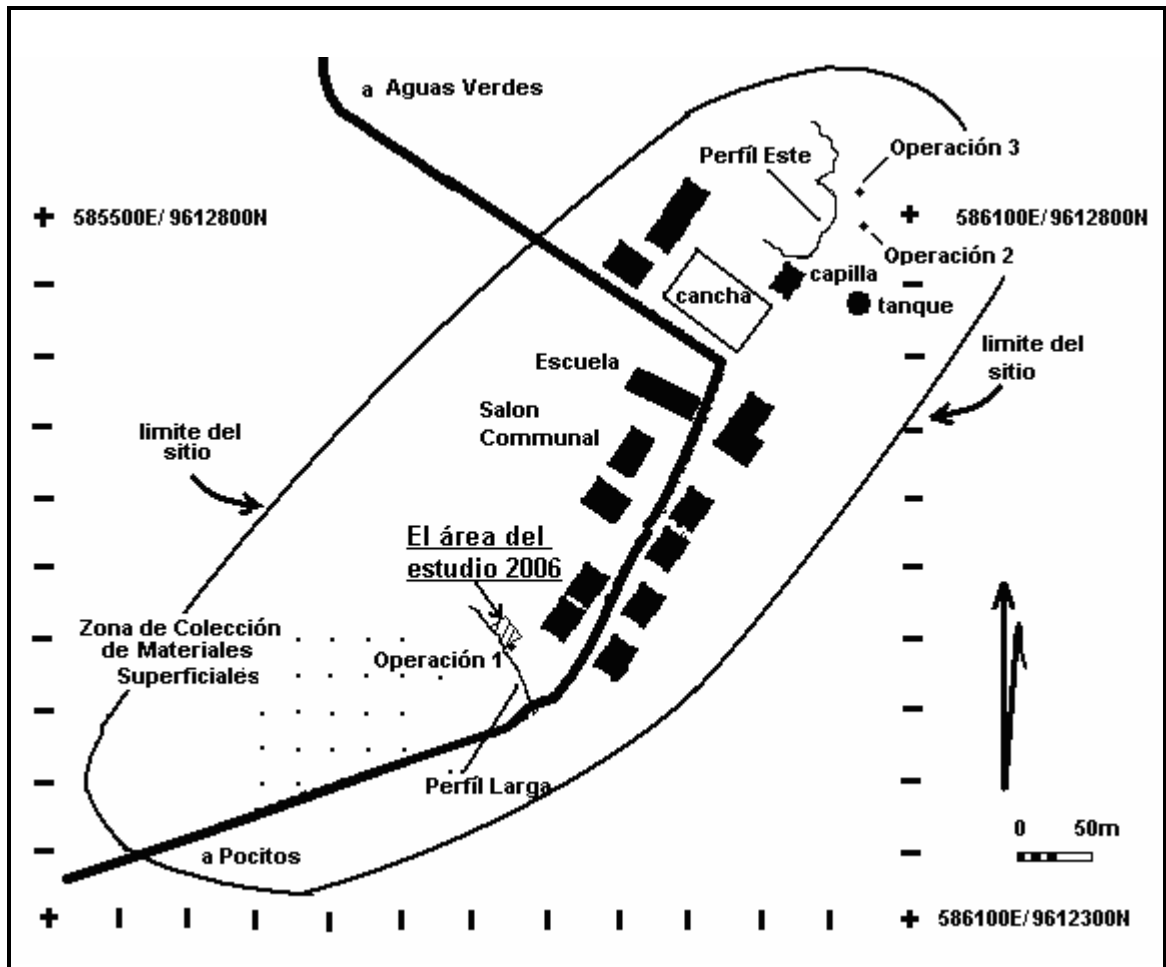 a Aguas Verdes
Operación 3
Perfíl Este
585500E/ 9612800N
586100E/ 9612800N
Operación 2
capilla
cancha
tanque
limite del
sitio
Escuela
Salon
Communal
limite del
sitio
El área del
estudio 2006
Zona de Colección
de Materiales
Superficiales
Operación 1
Perfíl Larga
0 50m
a Pocitos
586100E/ 9612300N